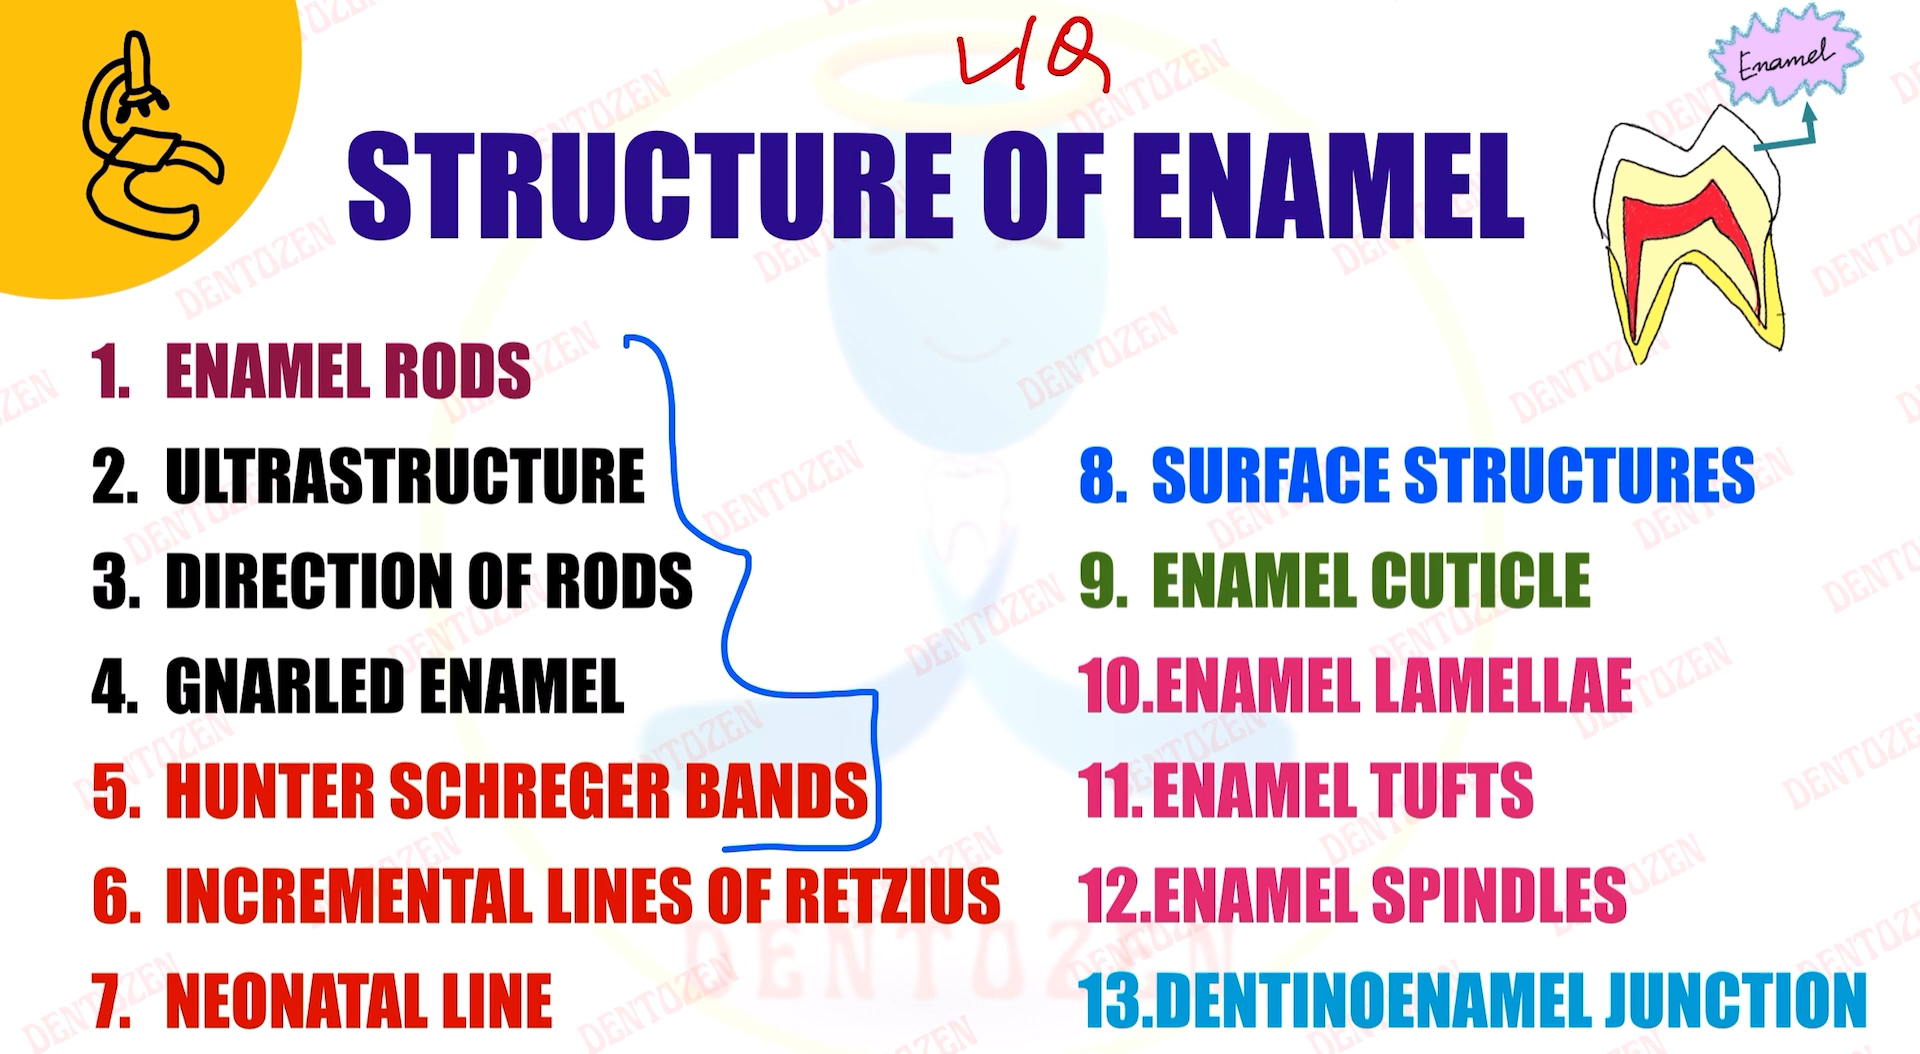 STRUCTURE OF ENAMEL
Enamel
1. ENAMEL RODS
2. ULTRASTRUCTURE
3. DIRECTION OF RODS
4. GNARLED ENAMEL
5. HUNTER SCHREGER BANDS
6. INCREMENTAL LINES OF RETZIUS
7. NEONATAL LINE
8. SURFACE STRUCTURES
9. ENAMEL CUTICLE
10.ENAMEL LAMELLAE
11. ENAMEL TUFTS
12.ENAMEL SPINDLES
13.DENTINOENAMEL JUNCTION
DENTOZEN